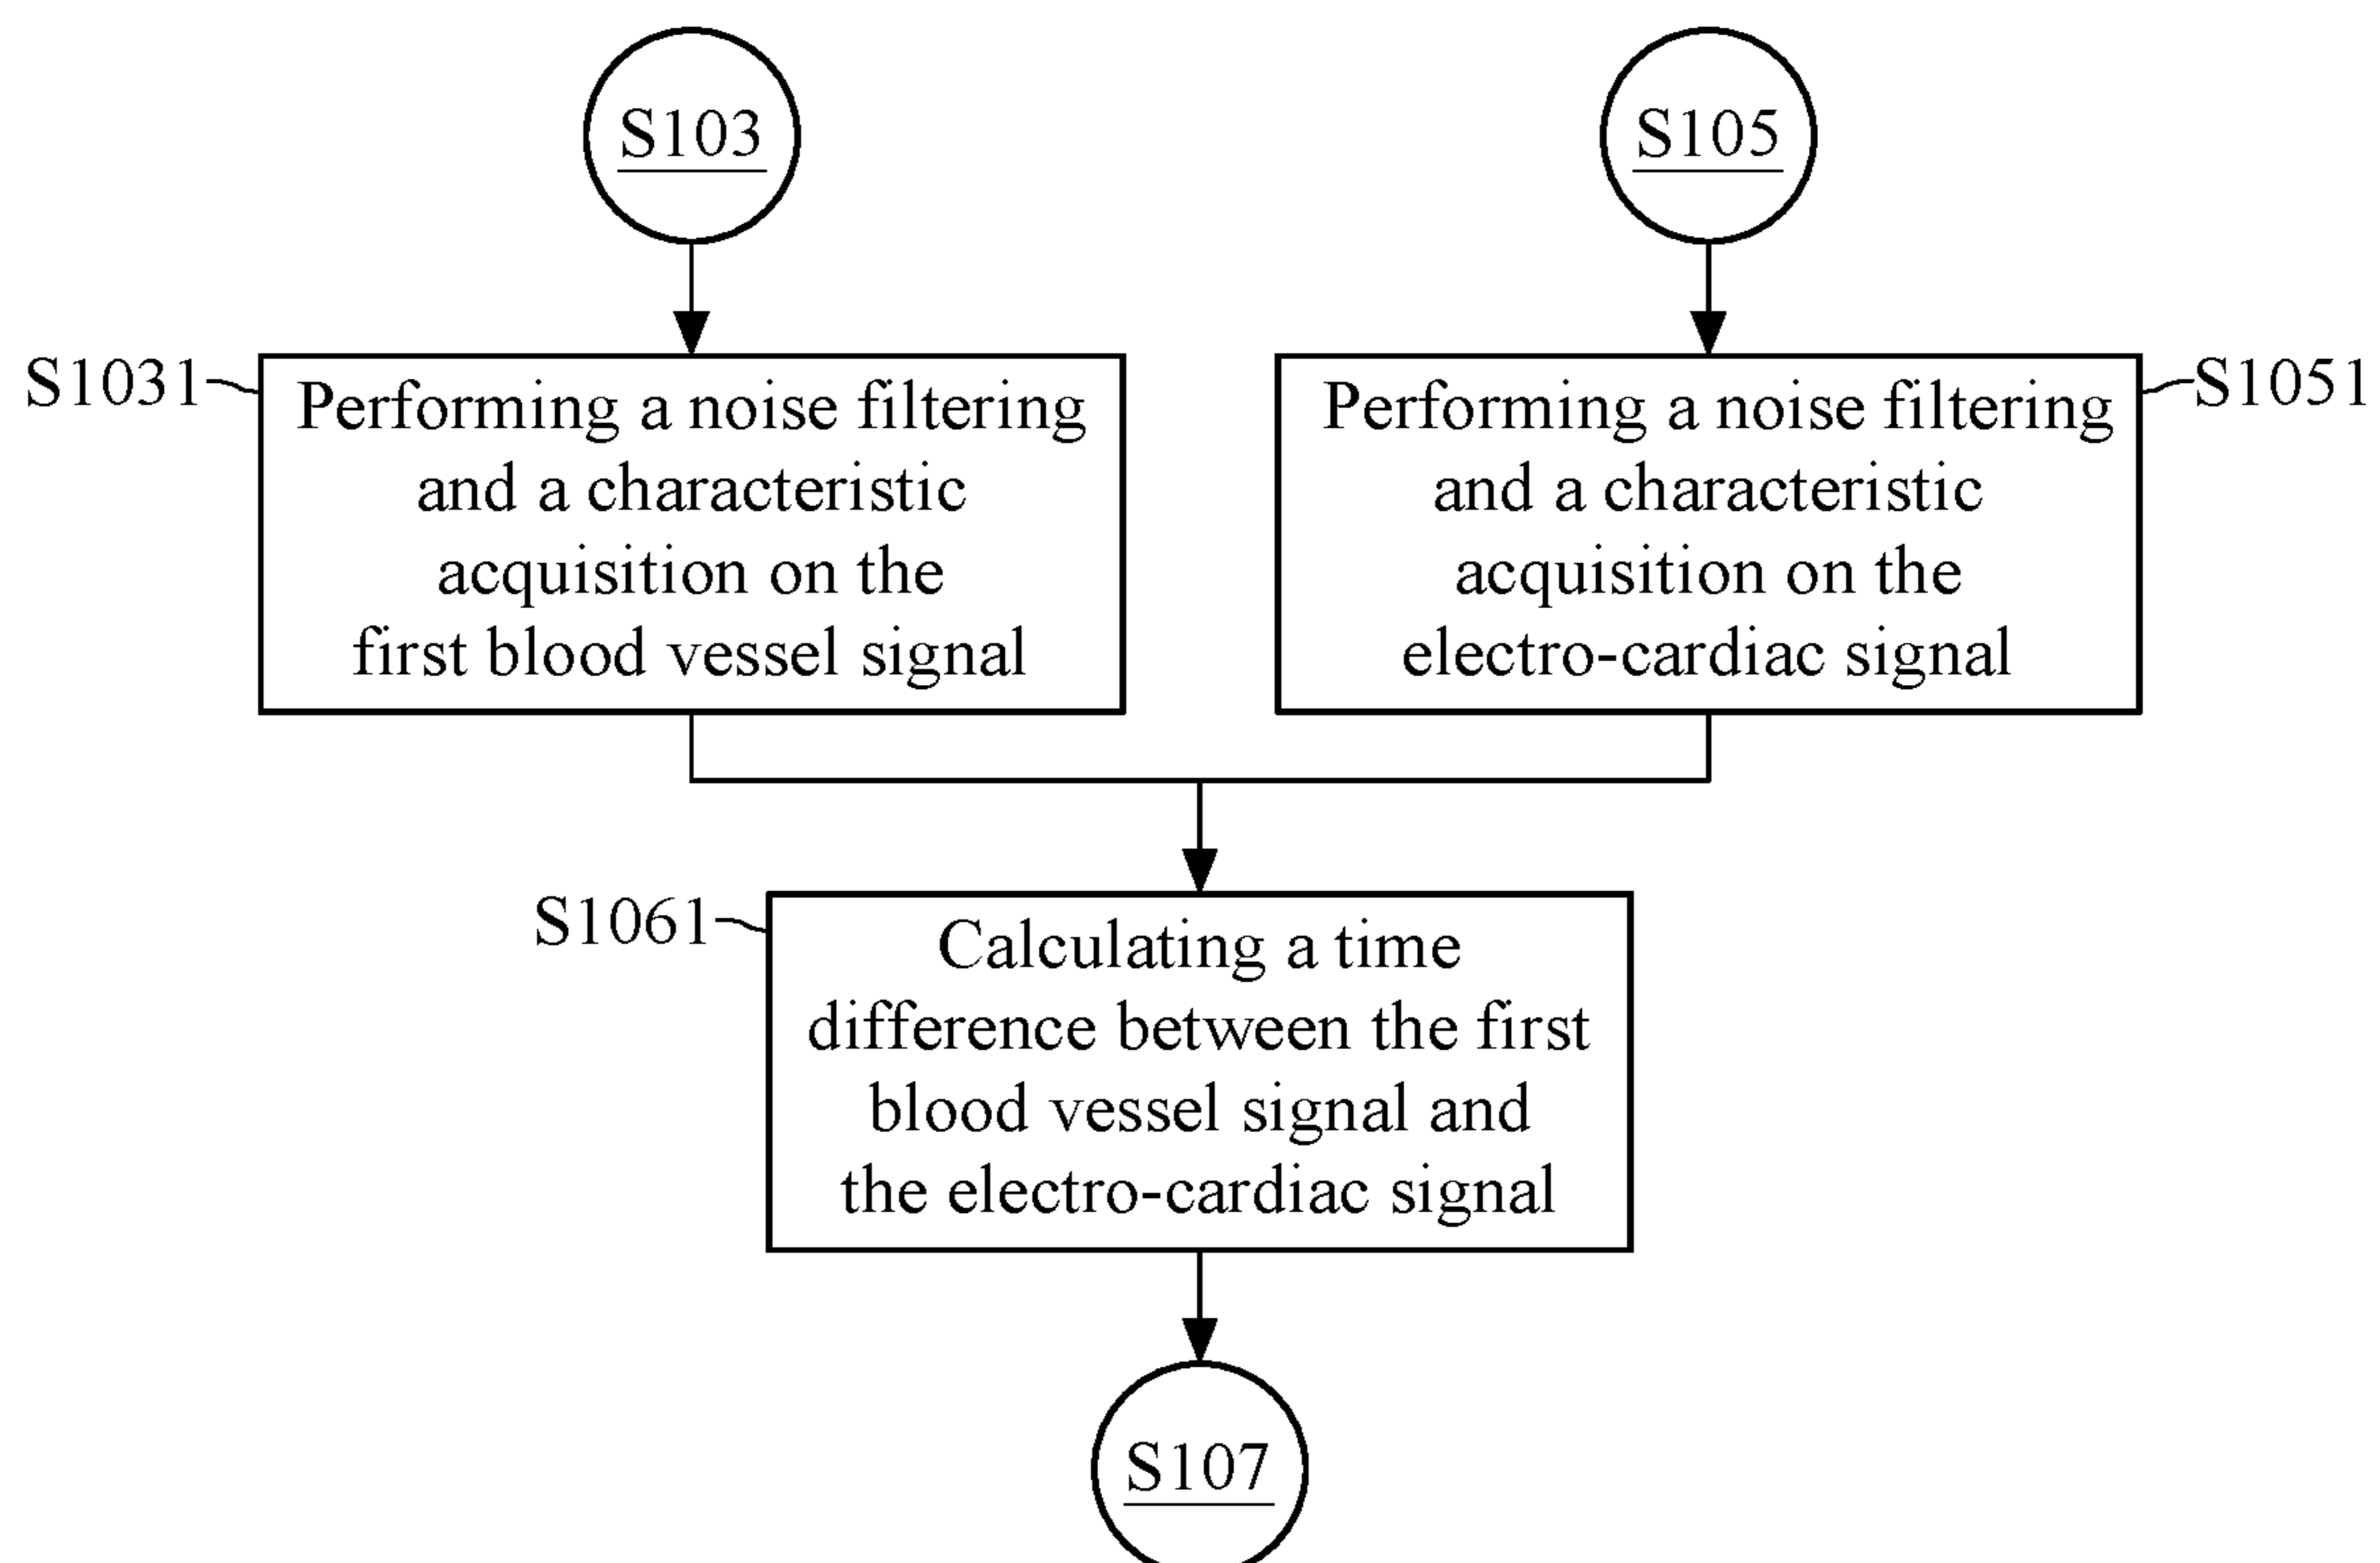 S103
S105
S1031
Performing a noise filtering
and a characteristic
acquisition on the
first blood vessel signal
Performing a noise filtering
and a characteristic
acquisition on the
electro-cardiac signal
S1051
S1061
Calculating a time
difference between the first
blood vessel signal and
the electro-cardiac signal
S107